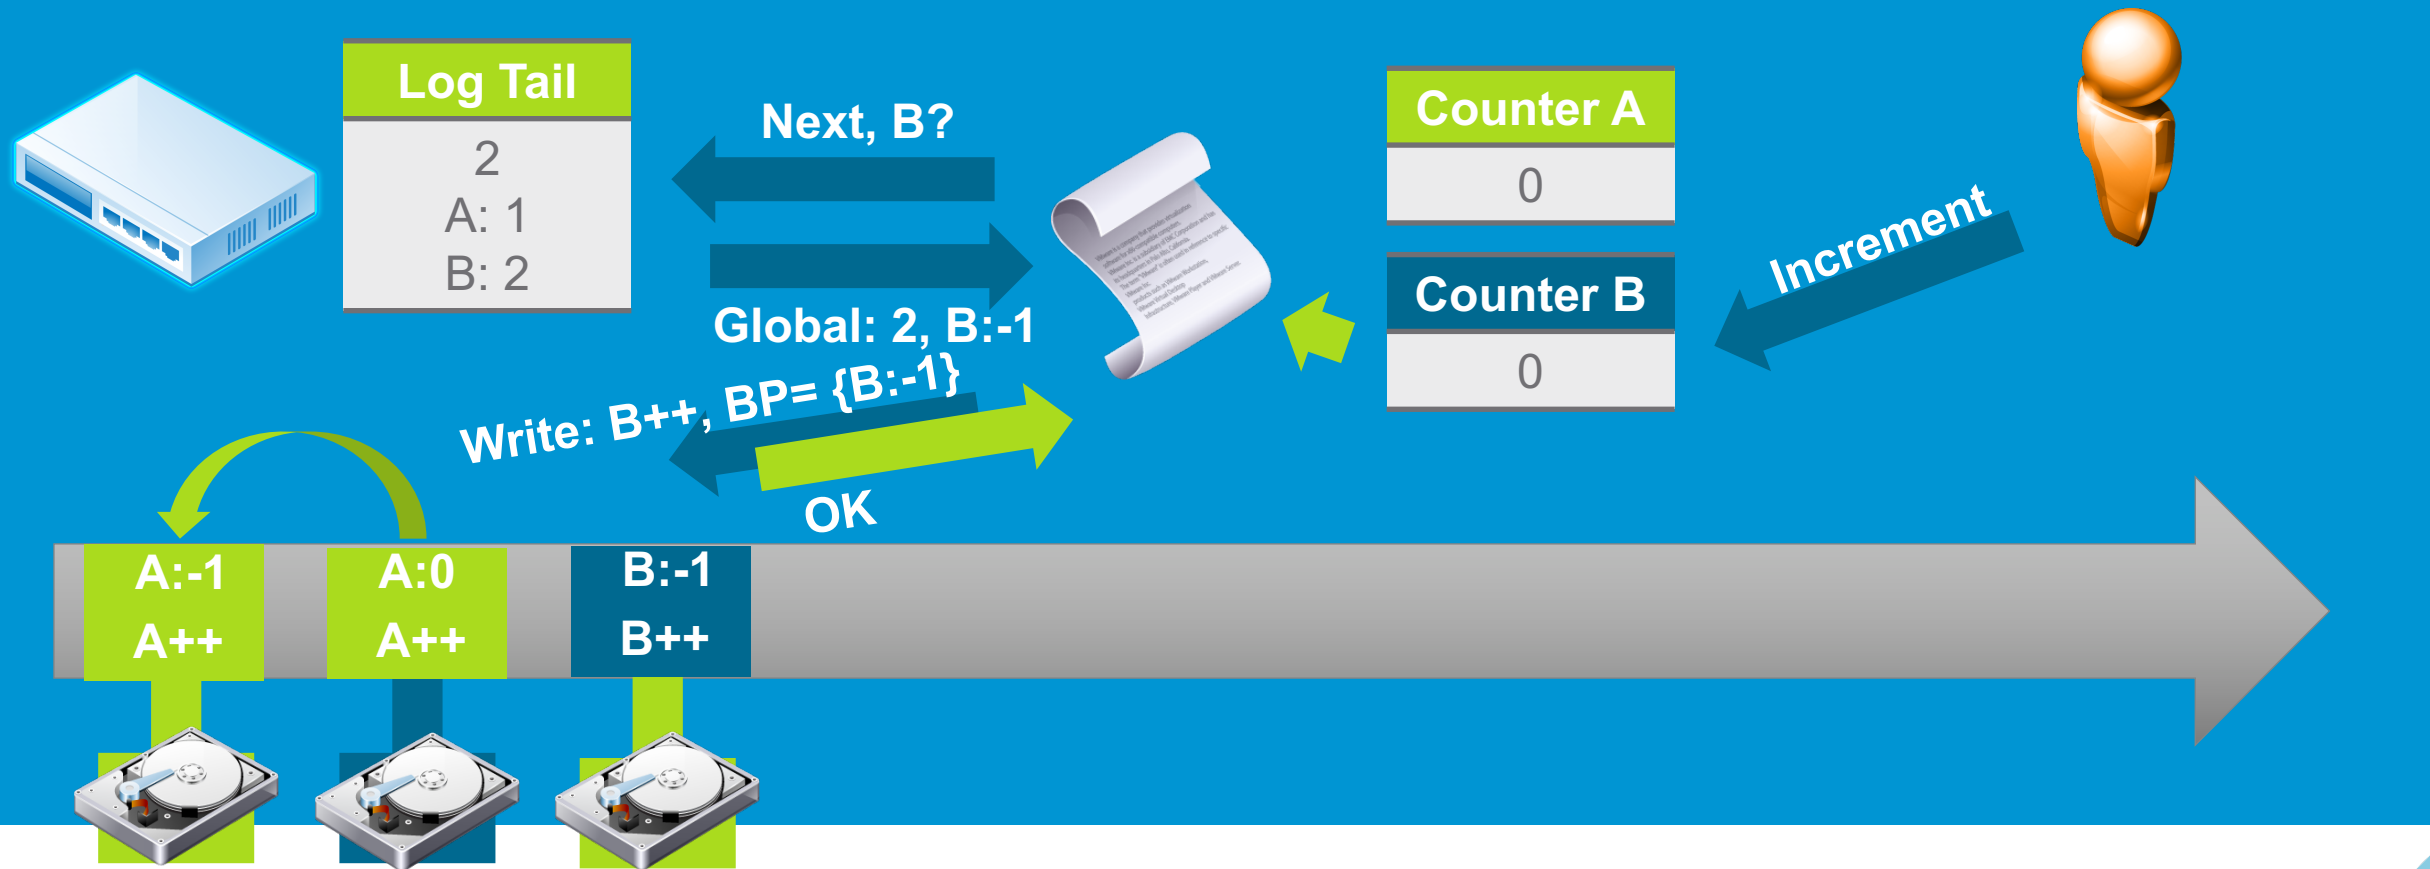 Log Tail
2
A: 1
B: 2
Next, B?
Global: 2, B:-1
Counter A
0
Counter B
0
Increment
Write: B++, BP= {B:-1}
OK
A:-1
A++
A:0
A++
B:-1
B++